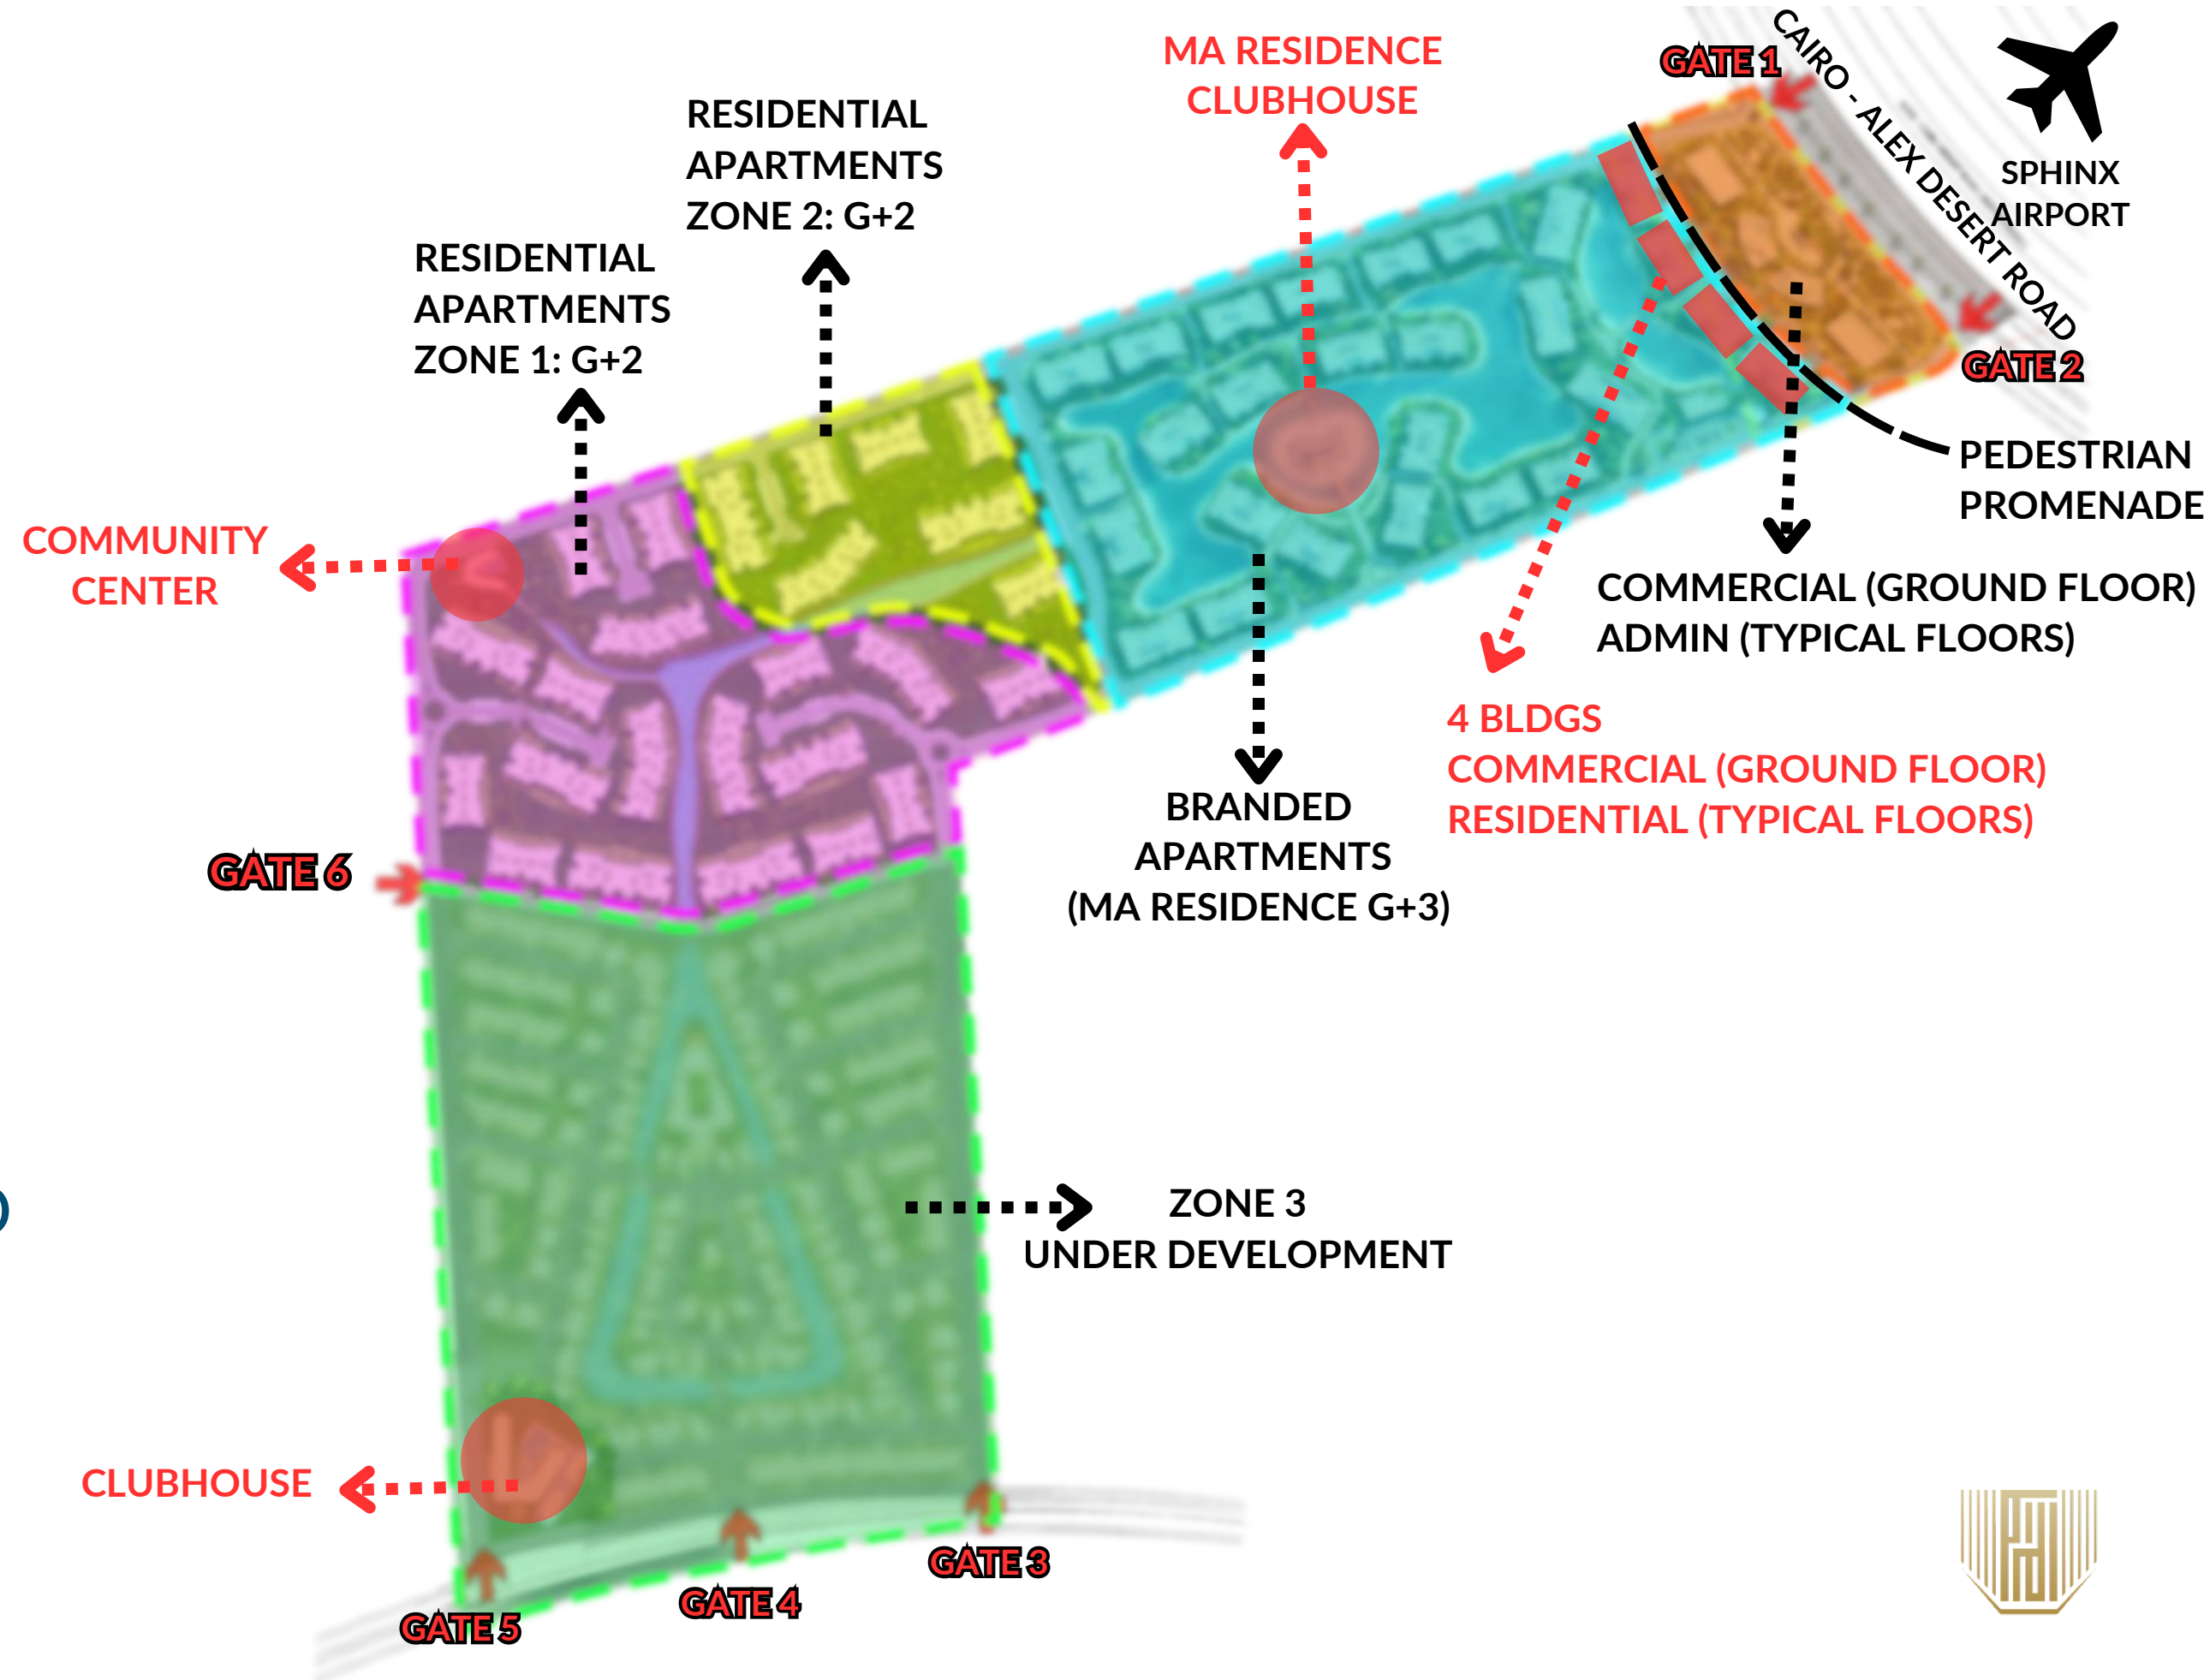 MA RESIDENCE
CLUBHOUSE
GATE 1
CAIRO - ALEX DESERT ROAD
SPHINX
AIRPORT
RESIDENTIAL
APARTMENTS
ZONE 2: G+2
RESIDENTIAL
APARTMENTS
ZONE 1: G+2
GATE 2
PEDESTRIAN
PROMENADE
COMMUNITY
CENTER
COMMERCIAL (GROUND FLOOR)
ADMIN (TYPICAL FLOORS)
4 BLDGS
COMMERCIAL (GROUND FLOOR)
RESIDENTIAL (TYPICAL FLOORS)
BRANDED
APARTMENTS
(MA RESIDENCE G+3)
GATE 6
ZONE 3
UNDER DEVELOPMENT
CLUBHOUSE
GATE 3
GATE 4
GATE 5